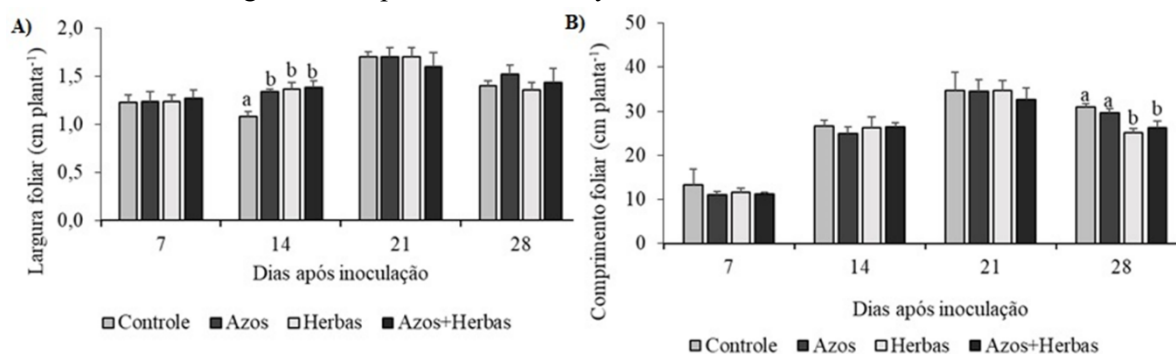 A)
2,0
1,5
1,0
0,5
0,0
Largura foliar (cm planta⁻¹)
a b b b
7 14 21 28
Dias após inoculação
Controle Azos Herbas Azos+Herbas
B)
50
40
30
20
10
0
Comprimento foliar (cm planta⁻¹)
a a b b
7 14 21 28
Dias após inoculação
Controle Azos Herbas Azos+Herbas